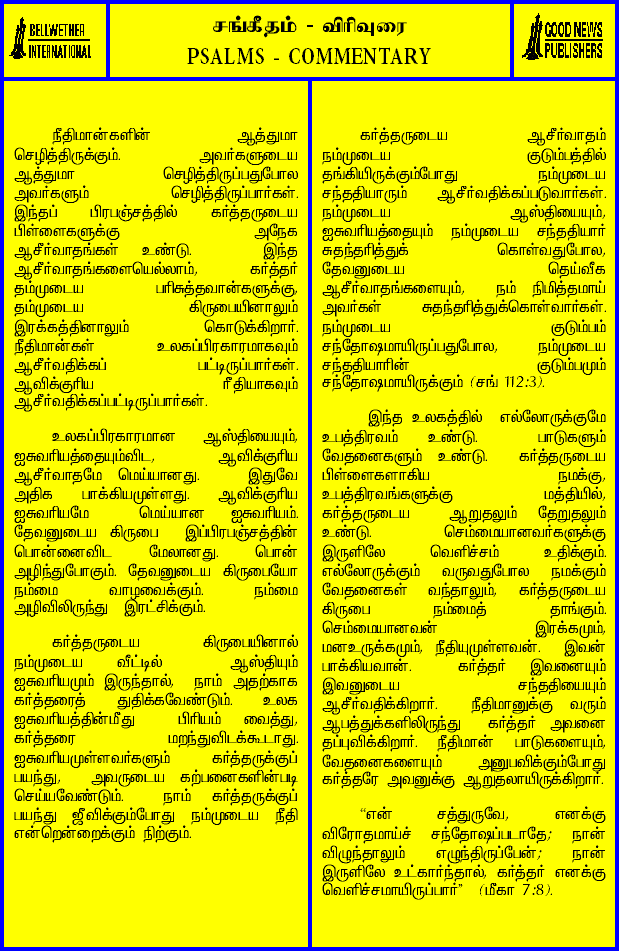 BELLWETHER
INTERNATIONAL
சங்கீதம் - விரிவுரை
PSALMS - COMMENTARY
GOOD NEWS
PUBLISHERS
நீதிமான்களின் ஆத்துமா
செழித்திருக்கும். அவர்களுடைய
ஆத்துமா செழித்திருப்பதுபோல
அவர்களும் செழித்திருப்பார்கள்.
இந்தப் பிரபஞ்சத்தில் கர்த்தருடைய
பிள்ளைகளுக்கு அநேக
ஆசீர்வாதங்கள் உண்டு. இந்த
ஆசீர்வாதங்களையெல்லாம், கர்த்தர்
தம்முடைய பரிசுத்தவான்களுக்கு,
தம்முடைய கிருபையினாலும்
இரக்கத்தினாலும் கொடுக்கிறார்.
நீதிமான்கள் உலகப்பிரகாரமாகவும்
ஆசீர்வதிக்கப் பட்டிருப்பார்கள்.
ஆவிக்குரிய ரீதியாகவும்
ஆசீர்வதிக்கப்பட்டிருப்பார்கள்.
உலகப்பிரகாரமான ஆஸ்தியையும்,
ஐசுவரியத்தையும்விட, ஆவிக்குரிய
ஆசீர்வாதமே மெய்யானது. இதுவே
அதிக பாக்கியமுள்ளது. ஆவிக்குரிய
ஐசுவரியமே மெய்யான ஐசுவரியம்.
தேவனுடைய கிருபை இப்பிரபஞ்சத்தின்
பொன்னைவிட மேலானது. பொன்
அழிந்துபோகும். தேவனுடைய கிருபையோ
நம்மை வாழவைக்கும். நம்மை
அழிவிலிருந்து இரட்சிக்கும்.
கர்த்தருடைய கிருபையினால்
நம்முடைய வீட்டில் ஆஸ்தியும்
ஐசுவரியமும் இருந்தால், நாம் அதற்காக
கர்த்தரைத் துதிக்கவேண்டும். உலக
ஐசுவரியத்தின்மீது பிரியம் வைத்து,
கர்த்தரை மறந்துவிடக்கூடாது.
ஐசுவரியமுள்ளவர்களும் கர்த்தருக்குப்
பயந்து, அவருடைய கற்பனைகளின்படி
செய்யவேண்டும். நாம் கர்த்தருக்குப்
பயந்து ஜீவிக்கும்போது நம்முடைய நீதி
என்றென்றைக்கும் நிற்கும்.
கர்த்தருடைய ஆசீர்வாதம்
நம்முடைய குடும்பத்தில்
தங்கியிருக்கும்போது நம்முடைய
சந்ததியாரும் ஆசீர்வதிக்கப்படுவார்கள்.
நம்முடைய ஆஸ்தியையும்,
ஐசுவரியத்தையும் நம்முடைய சந்ததியார்
சுதந்தரித்துக் கொள்வதுபோல,
தேவனுடைய தெய்வீக
ஆசீர்வாதங்களையும், நம் நிமித்தமாய்
அவர்கள் சுதந்தரித்துக்கொள்வார்கள்.
நம்முடைய குடும்பம்
சந்தோஷமாயிருப்பதுபோல, நம்முடைய
சந்ததியாரின் குடும்பமும்
சந்தோஷமாயிருக்கும் (சங் 112:3).
இந்த உலகத்தில் எல்லோருக்குமே
உபத்திரவம் உண்டு. பாடுகளும்
வேதனைகளும் உண்டு. கர்த்தருடைய
பிள்ளைகளாகிய நமக்கு,
உபத்திரவங்களுக்கு மத்தியில்,
கர்த்தருடைய ஆறுதலும் தேறுதலும்
உண்டு. செம்மையானவர்களுக்கு
இருளிலே வெளிச்சம் உதிக்கும்.
எல்லோருக்கும் வருவதுபோல நமக்கும்
வேதனைகள் வந்தாலும், கர்த்தருடைய
கிருபை நம்மைத் தாங்கும்.
செம்மையானவன் இரக்கமும்,
மனஉருக்கமும், நீதியுமுள்ளவன். இவன்
பாக்கியவான். கர்த்தர் இவனையும்
இவனுடைய சந்ததியையும்
ஆசீர்வதிக்கிறார். நீதிமானுக்கு வரும்
ஆபத்துக்களிலிருந்து கர்த்தர் அவனை
தப்புவிக்கிறார். நீதிமான் பாடுகளையும்,
வேதனைகளையும் அனுபவிக்கும்போது
கர்த்தரே அவனுக்கு ஆறுதலாயிருக்கிறார்.
“என் சத்துருவே, எனக்கு
விரோதமாய்ச் சந்தோஷப்படாதே; நான்
விழுந்தாலும் எழுந்திருப்பேன்; நான்
இருளிலே உட்கார்ந்தால், கர்த்தர் எனக்கு
வெளிச்சமாயிருப்பார்” (மீகா 7:8).